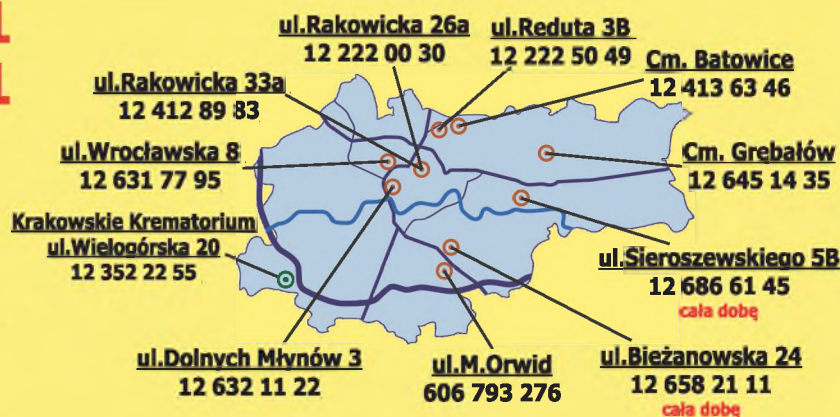 1
1
ul.Rakowicka 26a
12 222 00 30
ul.Reduta 3B
12 222 50 49
Cm. Batowice
12 413 63 46
ul.Rakowicka 33a
12 412 89 83
ul.Wrocławska 8
12 631 77 95
Cm. Grębałów
12 645 14 35
Krakowskie Krematorium
ul.Wielogórska 20
12 352 22 55
ul.Sieroszewskiego 5B
12 686 61 45
cała dobę
ul.Dolnych Młynów 3
12 632 11 22
ul.M.Orwid
606 793 276
ul.Bieżanowska 24
12 658 21 11
cała dobę